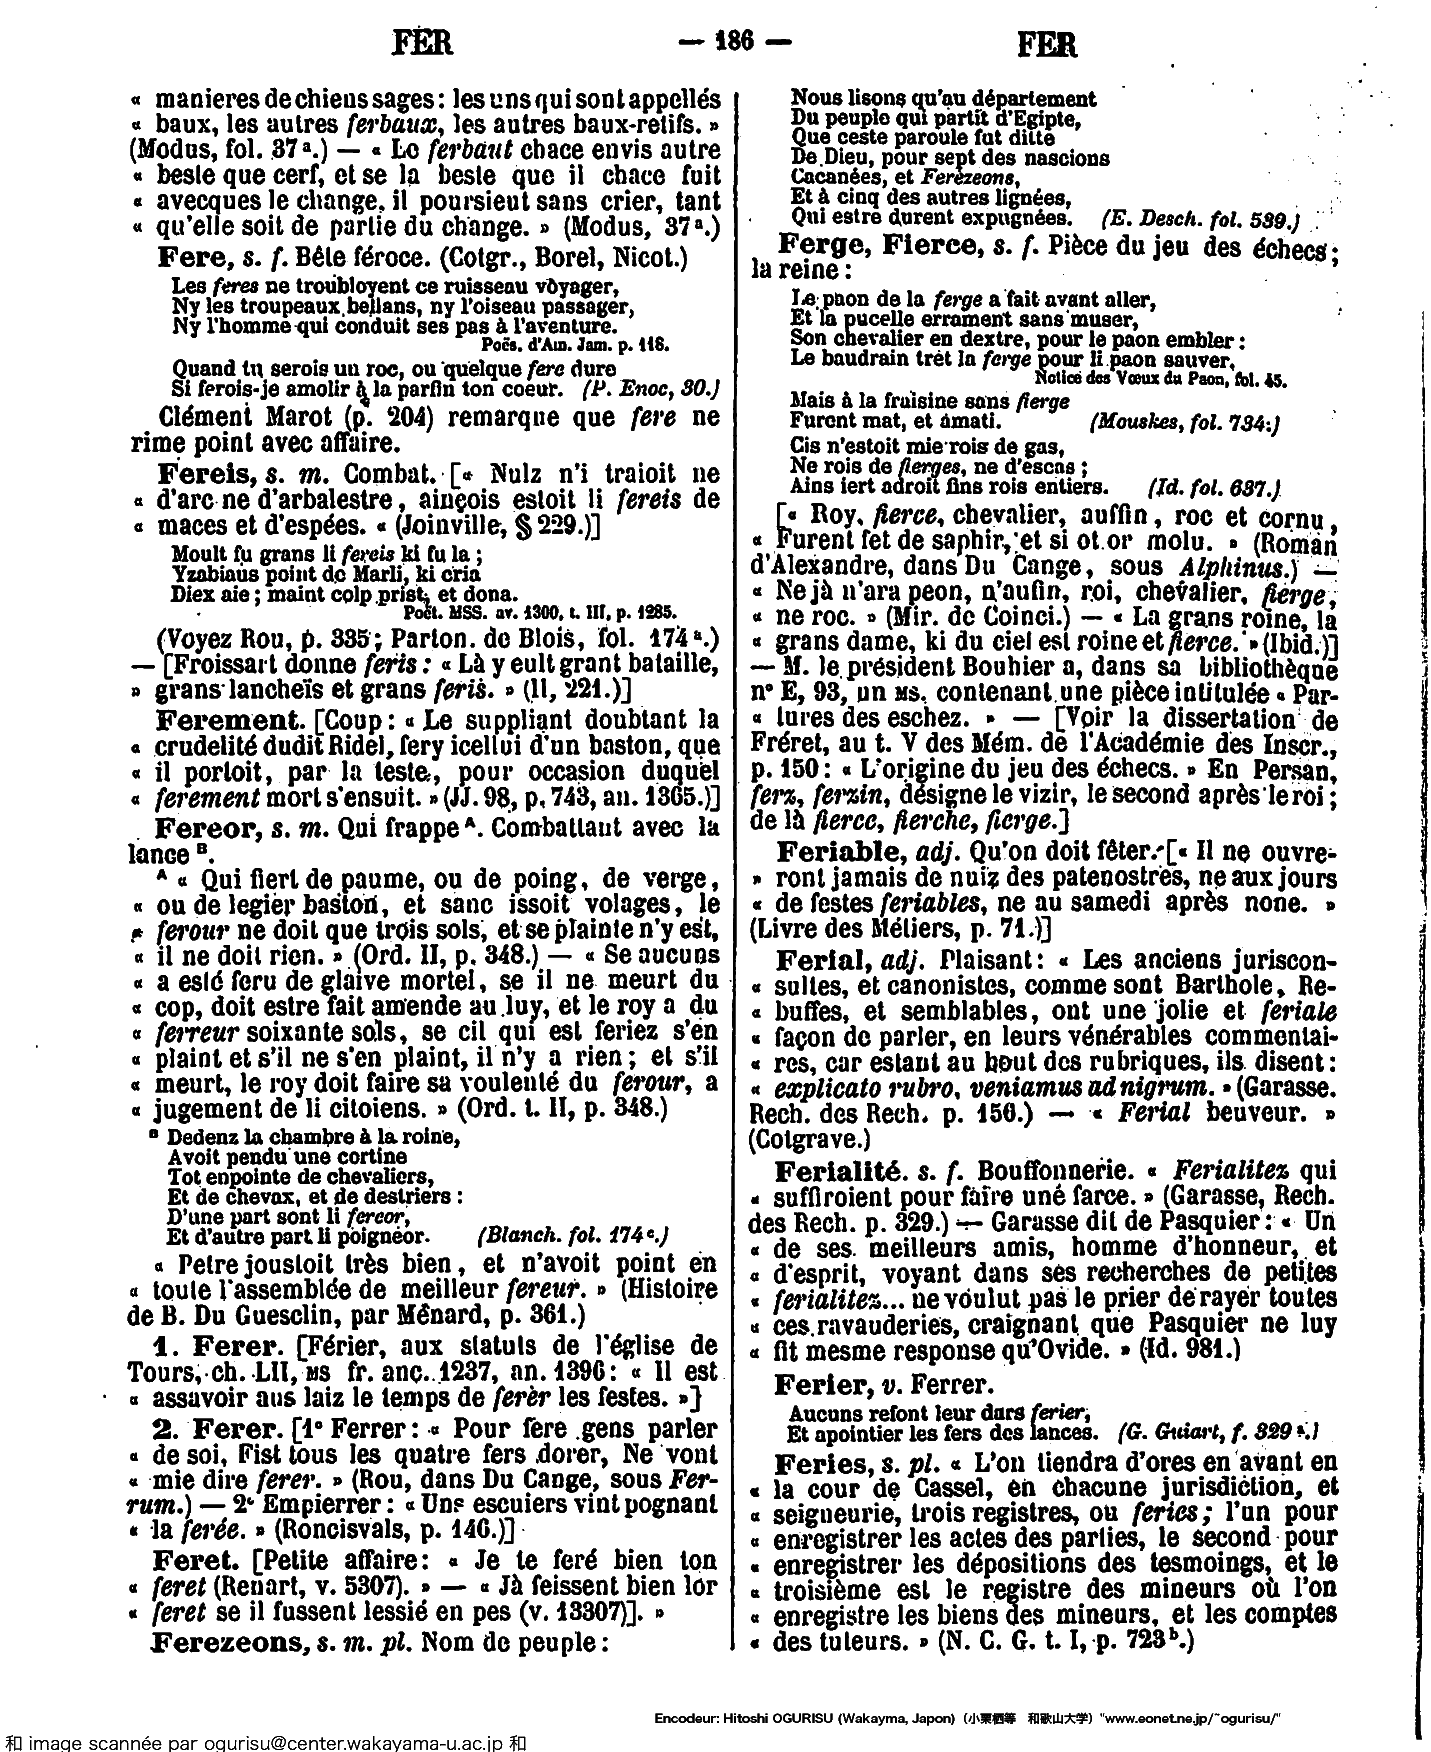 FER
— 186 —
FER
« manieres de chiens sages : les uns qui sont appellés
« baux, les autres ferbaux, les autres baux-retifs. »
(Modus, fol. 37 a.) — « Le ferbaut chace envis autre
« beste que cerf, et se la beste que il chace fuit
« avecques le change, il poursieut sans crier, tant
« qu'elle soit de partie du change. » (Modus, 37 a.)
Fere, s. f. Bête féroce. (Cotgr., Borel, Nicot.)
Les feres ne troubloyent ce ruisseau voyager,
Ny les troupeaux bellans, ny l'oiseau passager,
Ny l'homme qui conduit ses pas à l'aventure.
Poës. d'Am. Jam. p. 118.
Quand tu serois un roc, ou quelque fere dure
Si ferois-je amolir à la parfin ton coeur. (P. Enoc, 30.)
Clément Marot (p. 204) remarque que fere ne
rime point avec affaire.
Fereis, s. m. Combat. [« Nulz n'i traioit ne
« d'arc ne d'arbalestre, ainçois estoit li fereis de
« maces et d'espées. « (Joinville, § 229.)]
Moult fu grans li fereis ki fu la ;
Yzabiaus point de Marli, ki cria
Diex aie ; maint colp prist, et dona.
Poët. MSS. av. 1300, t. III, p. 1285.
(Voyez Rou, p. 335 ; Parton. de Blois, fol. 174 a.)
— [Froissart donne feris : « Là y eult grant bataille,
» grans lancheïs et grans feris. » (II, 221.)]
Ferement. [Coup : « Le suppliant doubtant la
« crudelité dudit Ridel, fery icellui d'un baston, que
« il portoit, par la teste, pour occasion duquel
« ferement mort s'ensuit. » (JJ. 98, p. 743, an. 1365.)]
Fereor, s. m. Qui frappe A. Combattant avec la
lance B.
A « Qui fiert de paume, ou de poing, de verge,
« ou de legier baston, et sanc issoit volages, le
« ferour ne doit que trois sols, et se plainte n'y est,
« il ne doit rien. » (Ord. II, p. 348.) — « Se aucuns
« a esté feru de glaive mortel, se il ne meurt du
« cop, doit estre fait amende au luy, et le roy a du
« ferreur soixante sols, se cil qui est feriez s'en
« plaint et s'il ne s'en plaint, il n'y a rien ; et s'il
« meurt, le roy doit faire sa voulenté du ferour, a
« jugement de li citoiens. » (Ord. t. II, p. 348.)
B Dedenz la chambre à la roine,
Avoit pendu une cortine
Tot enpointe de chevaliers,
Et de chevax, et de destriers :
D'une part sont li fereor,
Et d'autre part li poigneor. (Blanch. fol. 174 c.)
« Petre joustoit très bien, et n'avoit point en
« toute l'assemblée de meilleur fereur. » (Histoire
de B. Du Guesclin, par Ménard, p. 361.)
1. Ferer. [Férier, aux statuts de l'église de
Tours, ch. LII, MS fr. anc. 1237, an. 1396 : « Il est
« assavoir aus laiz le temps de ferèr les festes. »]
2. Ferer. [1° Ferrer : « Pour fere gens parler
« de soi, Fist tous les quatre fers dorer, Ne vont
« mie dire ferer. » (Rou, dans Du Cange, sous Fer-
rum.) — 2° Empierrer : « Uns escuiers vint pognant
« la ferée. » (Roncisvals, p. 146.)]
Feret. [Petite affaire : « Je te feré bien ton
« feret (Renart, v. 5307). » — « Jà feissent bien lor
« feret se il fussent lessié en pes (v. 13307)]. »
Ferezeons, s. m. pl. Nom de peuple :
Nous lisons qu'au département
Du peuple qui partit d'Egipte,
Que ceste paroule fut ditte
De Dieu, pour sept des nascions
Cacanées, et Ferezeons,
Et à cinq des autres lignées,
Qui estre durent expugnées. (E. Desch. fol. 539.)
Ferge, Fierce, s. f. Pièce du jeu des échecs ;
la reine :
Le paon de la ferge a fait avant aller,
Et la pucelle errament sans muser,
Son chevalier en dextre, pour le paon embler :
Le baudrain trèt la ferge pour li paon sauver.
Notice des Vœux du Paon, fol. 45.
Mais à la fruisine sans fierge
Furent mat, et amati. (Mouskes, fol. 734.)
Cis n'estoit mie rois de gas,
Ne rois de fierges, ne d'escas ;
Ains iert adroit fins rois entiers. (Id. fol. 637.)
[« Roy, fierce, chevalier, auffin, roc et cornu,
« Furent fet de saphir, et si ot or molu. » (Roman
d'Alexandre, dans Du Cange, sous Alphinus.) —
« Ne jà n'ara peon, n'aufin, roi, chevalier, fierge,
« ne roc. » (Mir. de Coinci.) — « La grans roine, la
« grans dame, ki du ciel est roine et fierce. » (Ibid.)]
— M. le président Bouhier a, dans sa bibliothèque
n° E, 93, un MS. contenant une pièce intitulée « Par-
« tures des eschez. » — [Voir la dissertation de
Fréret, au t. V des Mém. de l'Académie des Inscr.,
p. 150 : « L'origine du jeu des échecs. » En Persan,
ferz, ferzin, désigne le vizir, le second après le roi ;
de là fierce, fierche, fierge.]
Feriable, adj. Qu'on doit fêter. [« Il ne ouvre-
» ront jamais de nuiz des patenostres, ne aux jours
« de festes feriables, ne au samedi après none. »
(Livre des Métiers, p. 71.)]
Ferial, adj. Plaisant : « Les anciens juriscon-
« sultes, et canonistes, comme sont Barthole, Re-
« buffes, et semblables, ont une jolie et feriale
« façon de parler, en leurs vénérables commentai-
« res, car estant au bout des rubriques, ils disent :
« explicato rubro, veniamus ad nigrum. » (Garasse.
Rech. des Rech. p. 150.) — « Ferial beuveur. »
(Cotgrave.)
Ferialité. s. f. Bouffonnerie. « Ferialitez qui
« suffiroient pour faire une farce. » (Garasse, Rech.
des Rech. p. 329.) — Garasse dit de Pasquier : « Un
« de ses meilleurs amis, homme d'honneur, et
« d'esprit, voyant dans ses recherches de petites
« ferialitez... ne voulut pas le prier de rayer toutes
« ces ravauderies, craignant que Pasquier ne luy
« fit mesme response qu'Ovide. » (Id. 981.)
Ferier, v. Ferrer.
Aucuns refont leur dars ferier,
Et apointier les fers des lances. (G. Guiart, f. 329 a.)
Feries, s. pl. « L'on tiendra d'ores en avant en
« la cour de Cassel, en chacune jurisdiction, et
« seigneurie, trois registres, ou feries ; l'un pour
« enregistrer les actes des parties, le second pour
« enregistrer les dépositions des tesmoings, et le
« troisième est le registre des mineurs où l'on
« enregistre les biens des mineurs, et les comptes
« des tuteurs. » (N. C. G. t. I, p. 723 b.)
Encodeur: Hitoshi OGURISU (Wakayma, Japon) (小栗栖等 和歌山大学) "www.eonet.ne.jp/~ogurisu/"
和 image scannée par ogurisu@center.wakayama-u.ac.jp 和